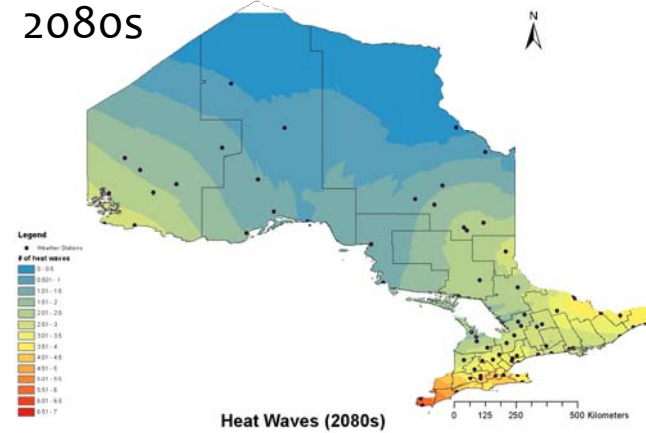 2080s
N
Legend
Weather Stations
# of heat waves
0 - 0.5
0.501 - 1
1.01 - 1.5
1.51 - 2
2.01 - 2.5
2.51 - 3
3.01 - 3.5
3.51 - 4
4.01 - 4.5
4.51 - 5
5.01 - 5.5
5.51 - 6
6.01 - 6.5
6.51 - 7
Heat Waves (2080s)
0 125 250 500 Kilometers